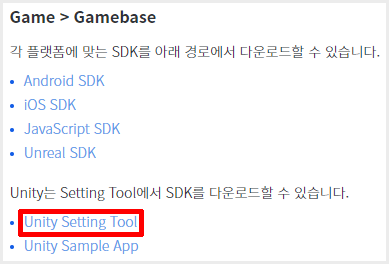 Game > Gamebase
각 플랫폼에 맞는 SDK를 아래 경로에서 다운로드할 수 있습니다.
• Android SDK
• iOS SDK
• JavaScript SDK
• Unreal SDK
Unity는 Setting Tool에서 SDK를 다운로드할 수 있습니다.
• Unity Setting Tool
• Unity Sample App